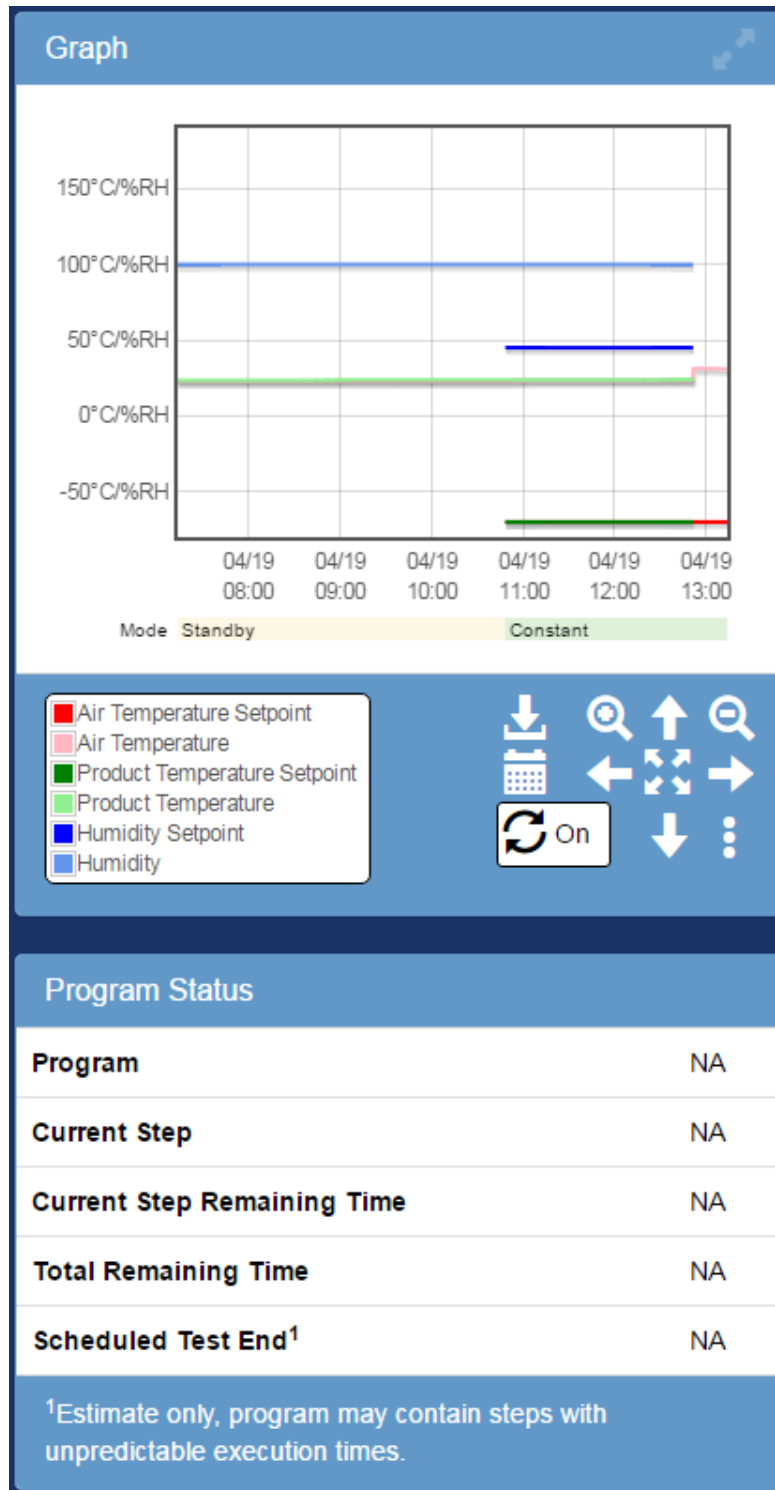 Graph
150°C/%RH
100°C/%RH
50°C/%RH
0°C/%RH
-50°C/%RH
04/19 04/19 04/19 04/19 04/19 04/19
08:00 09:00 10:00 11:00 12:00 13:00
Mode Standby Constant
Air Temperature Setpoint
Air Temperature
Product Temperature Setpoint
Product Temperature
Humidity Setpoint
Humidity
On
Program Status
Program NA
Current Step NA
Current Step Remaining Time NA
Total Remaining Time NA
Scheduled Test End¹ NA
¹Estimate only, program may contain steps with
unpredictable execution times.